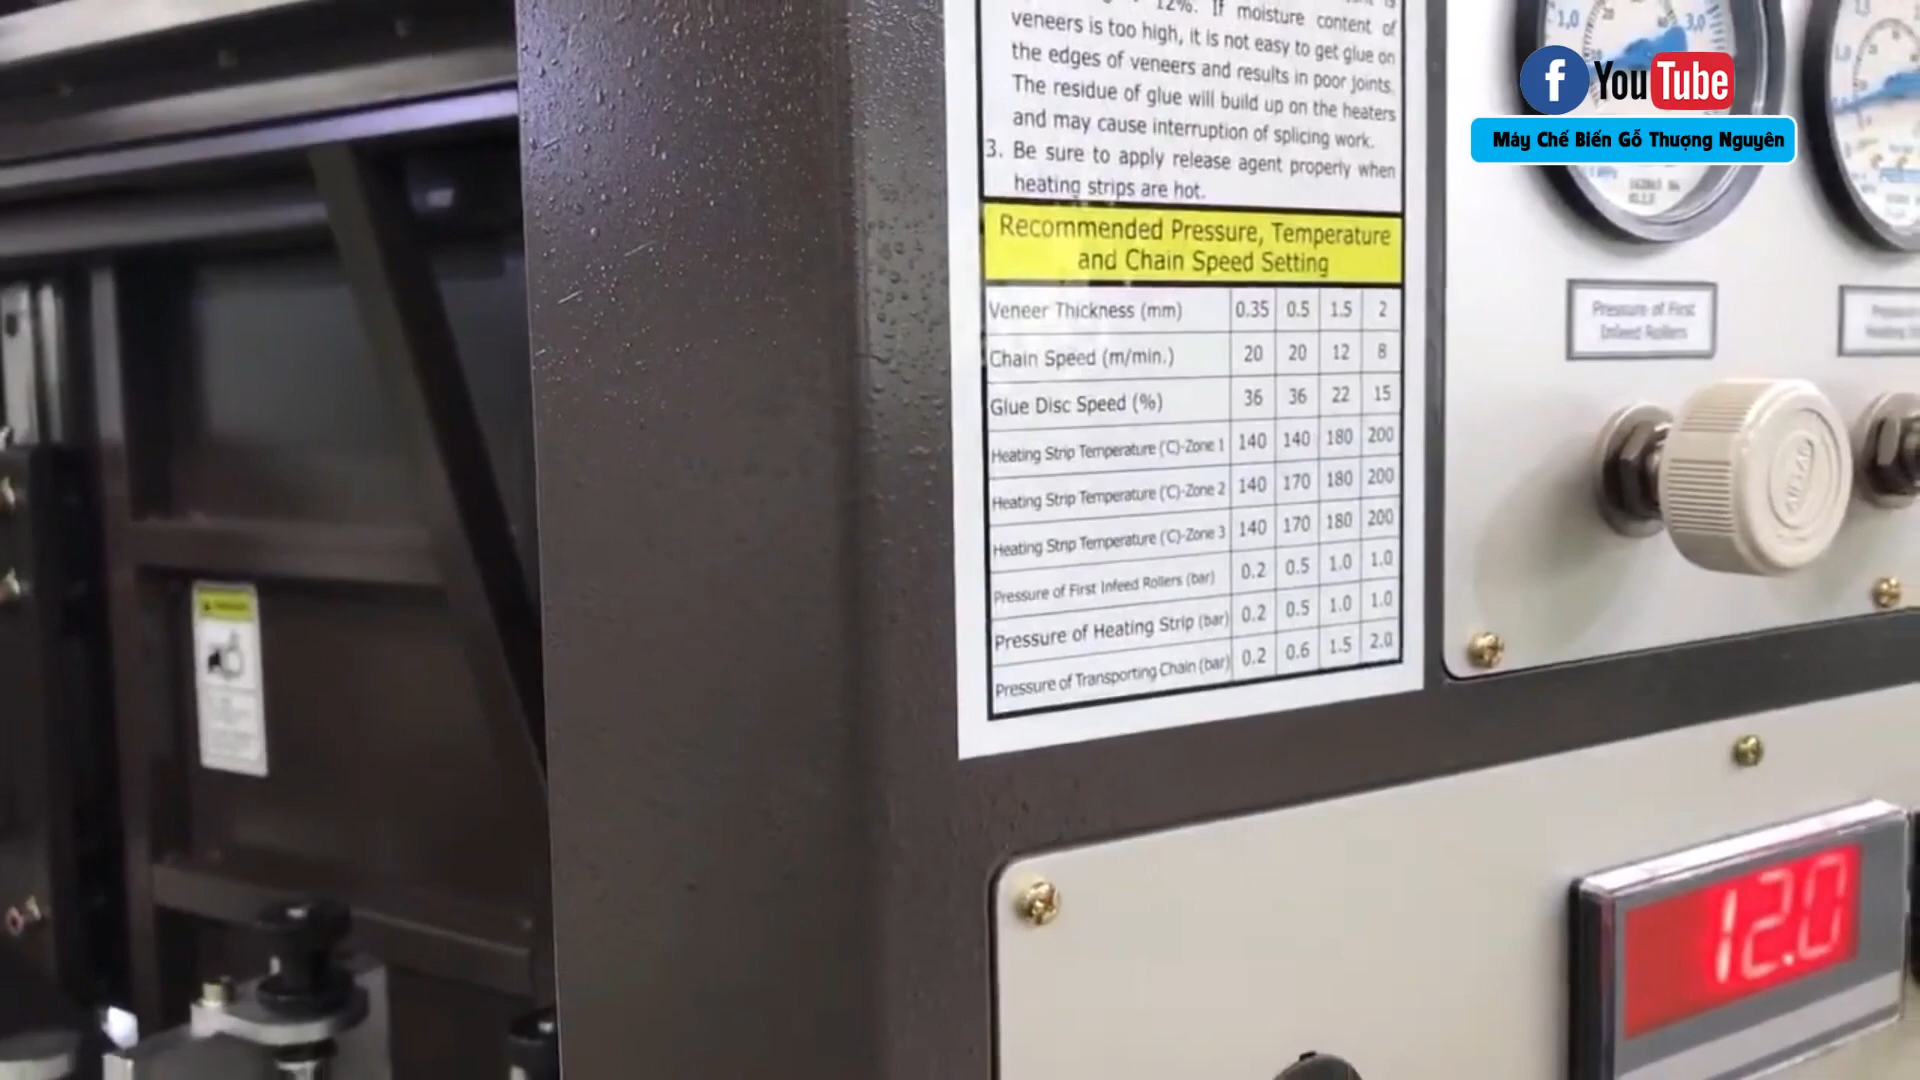 12%. If moisture content of
veneers is too high, it is not easy to get glue on
the edges of veneers and results in poor joints.
The residue of glue will build up on the heaters
and may cause interruption of splicing work.
3. Be sure to apply release agent properly when
heating strips are hot.
Recommended Pressure, Temperature
and Chain Speed Setting
Veneer Thickness (mm) 0.35 0.5 1.5 2
Chain Speed (m/min.) 20 20 12 8
Glue Disc Speed (%) 36 36 22 15
Heating Strip Temperature (°C)-Zone 1 140 140 180 200
Heating Strip Temperature (°C)-Zone 2 140 170 180 200
Heating Strip Temperature (°C)-Zone 3 140 170 180 200
Pressure of First Infeed Rollers (bar) 0.2 0.5 1.0 1.0
Pressure of Heating Strip (bar) 0.2 0.5 1.0 1.0
Pressure of Transporting Chain (bar) 0.2 0.6 1.5 2.0
1,0 3,0
f YouTube
Máy Chế Biến Gỗ Thượng Nguyên
Pressure of First
Infeed Rollers
12.0